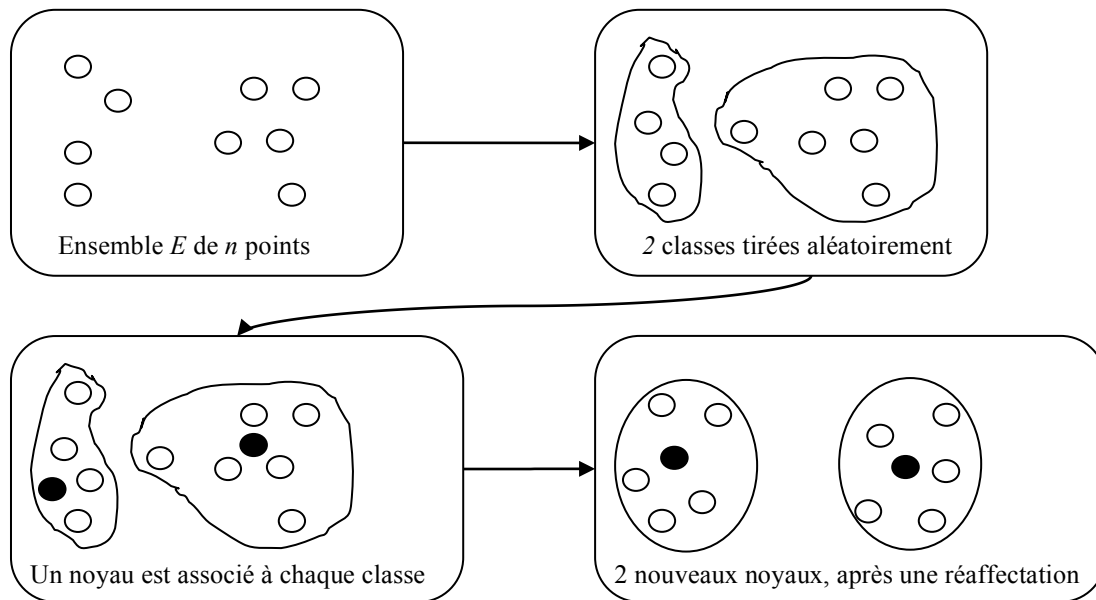 Ensemble E de n points
2 classes tirées aléatoirement
Un noyau est associé à chaque classe
2 nouveaux noyaux, après une réaffectation